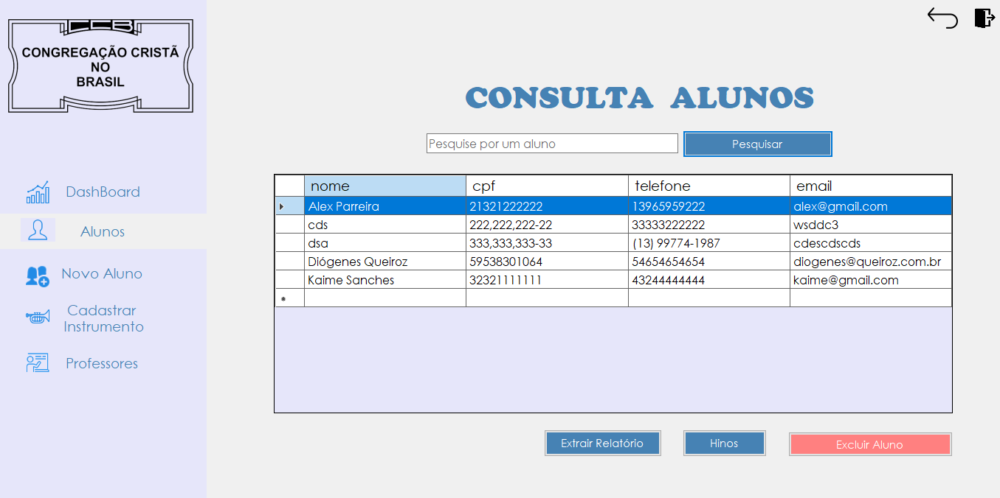 CCB
CONGREGAÇÃO CRISTÃ
NO
BRASIL
DashBoard
Alunos
Novo Aluno
Cadastrar
Instrumento
Professores
CONSULTA ALUNOS
Pesquise por um aluno
Pesquisar
nome cpf telefone email
Alex Parreira 21321222222 13965959222 alex@gmail.com
cds 222,222,222-22 33333222222 wsddc3
dsa 333,333,333-33 (13) 99774-1987 cdescdscds
Diógenes Queiroz 59538301064 54654654654 diogenes@queiroz.com.br
Kaime Sanches 32321111111 43244444444 kaime@gmail.com
Extrair Relatório
Hinos
Excluir Aluno